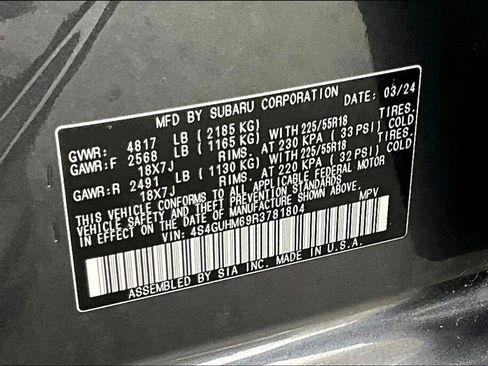 MFD BY SUBARU CORPORATION DATE: 03/24
GVWR: 4817 LB ( 2185 KG)
GAWR:F 2568 LB ( 1165 KG) WITH 225/55R18 TIRES.
18X7J RIMS. AT 230 KPA ( 33 PSI) COLD
GAWR:R 2491 LB ( 1130 KG) WITH 225/55R18 TIRES.
18X7J RIMS. AT 220 KPA ( 32 PSI) COLD
THIS VEHICLE CONFORMS TO ALL APPLICABLE FEDERAL MOTOR
VEHICLE SAFETY AND THEFT PREVENTION STANDARDS
IN EFFECT ON THE DATE OF MANUFACTURE SHOWN ABOVE.
VIN: 4S4GUHM69R3781804 MPV
ASSEMBLED BY SIA INC. MADE IN U.S.A.